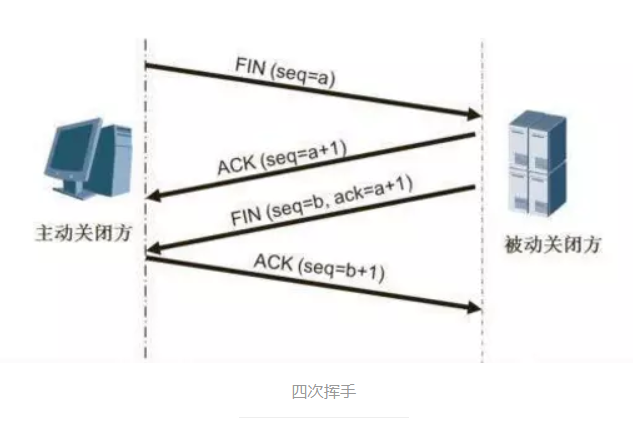 FIN (seq=a)
ACK (seq=a+1)
FIN (seq=b, ack=a+1)
ACK (seq=b+1)
主动关闭方
被动关闭方
四次挥手